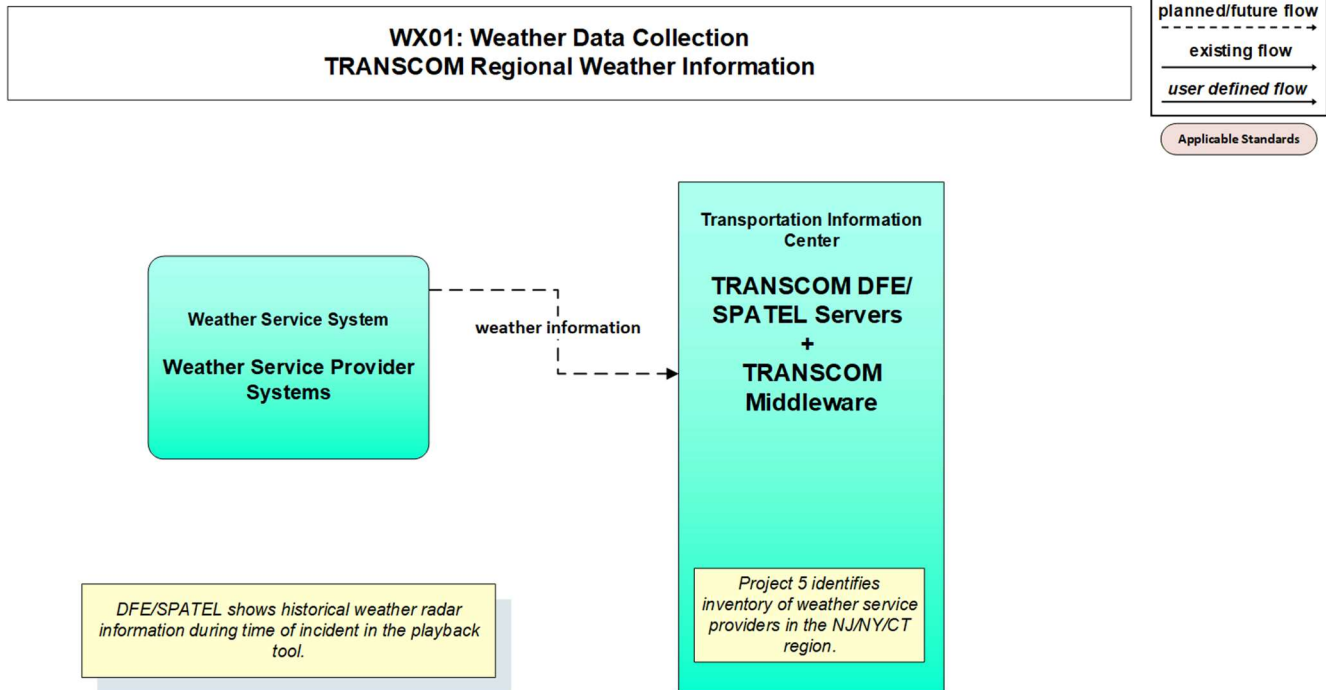 WX01: Weather Data Collection
TRANSCOM Regional Weather Information
planned/future flow
existing flow
user defined flow
Applicable Standards
Weather Service System
Weather Service Provider
Systems
weather information
Transportation Information
Center
TRANSCOM DFE/
SPATEL Servers
+
TRANSCOM
Middleware
DFE/SPATEL shows historical weather radar
information during time of incident in the playback
tool.
Project 5 identifies
inventory of weather service
providers in the NJ/NY/CT
region.